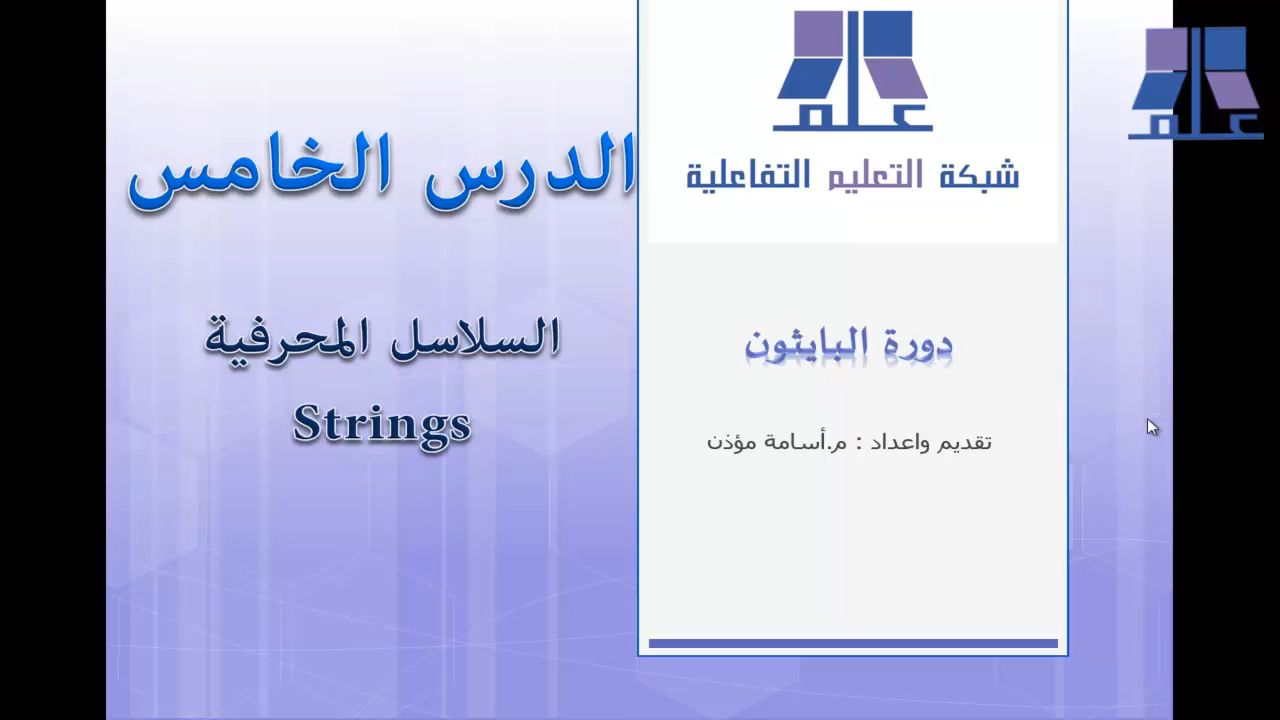 علم
شبكة التعليم التفاعلية
دورة البايثون
تقديم واعداد : م.أسامة مؤذن
الدرس الخامس
السلاسل المحرفية
Strings
علم